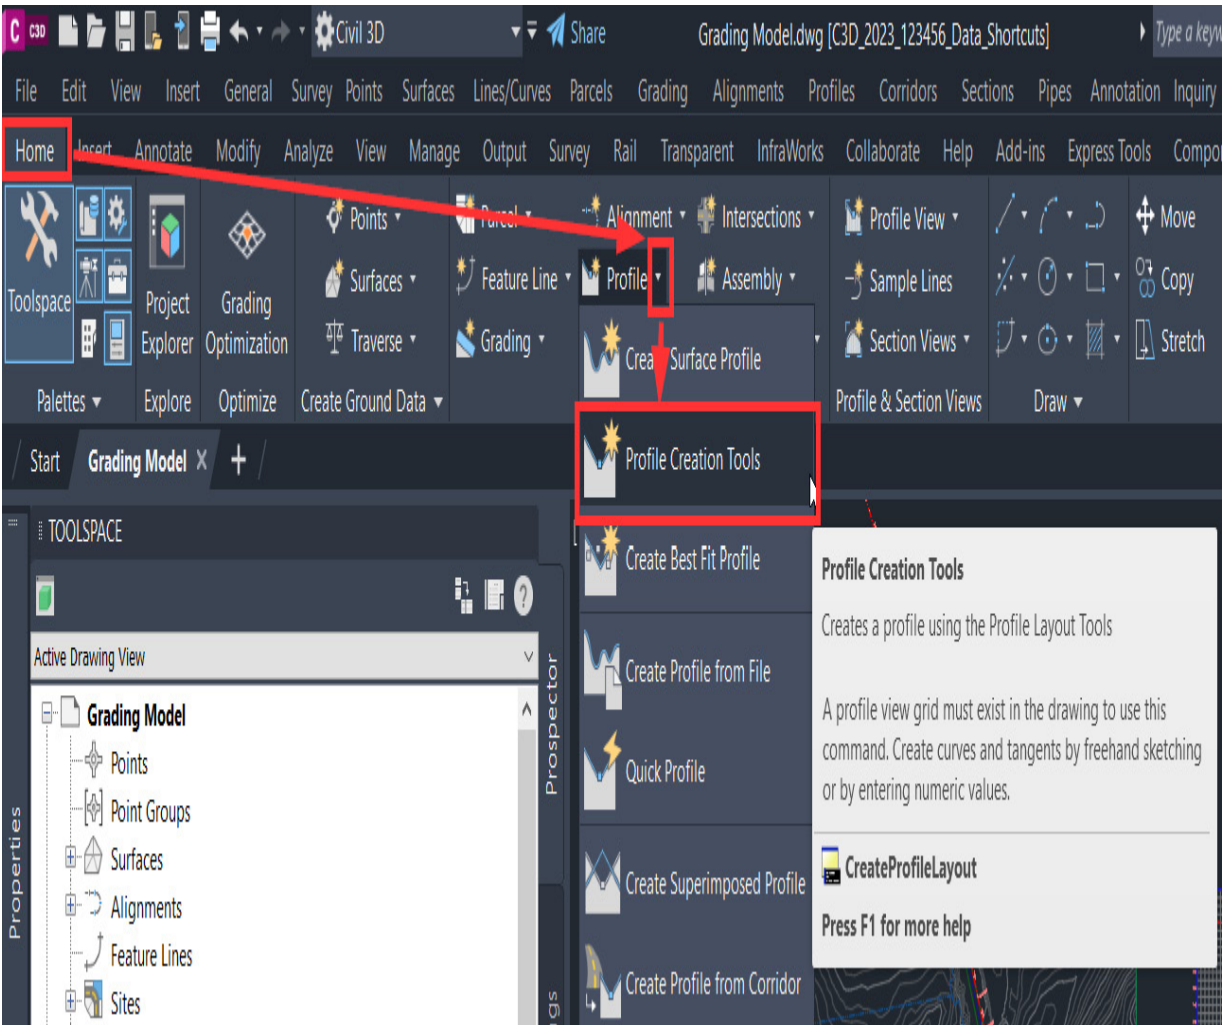 C C3D Civil 3D Share Grading Model.dwg [C3D_2023_123456_Data_Shortcuts] Type a keyw
File Edit View Insert General Survey Points Surfaces Lines/Curves Parcels Grading Alignments Profiles Corridors Sections Pipes Annotation Inquiry
Home Insert Annotate Modify Analyze View Manage Output Survey Rail Transparent InfraWorks Collaborate Help Add-ins Express Tools Compo
Points Parcel Alignment Intersections Profile View Move
Toolspace Project Explorer Grading Optimization Surfaces Feature Line Profile Assembly Sample Lines Copy
Traverse Grading Section Views Stretch
Palettes Explore Optimize Create Ground Data Profile & Section Views Draw
Create Surface Profile
Start Grading Model X +
Profile Creation Tools
TOOLSPACE
Create Best Fit Profile
Profile Creation Tools
Creates a profile using the Profile Layout Tools
A profile view grid must exist in the drawing to use this
command. Create curves and tangents by freehand sketching
or by entering numeric values.
CreateProfileLayout
Press F1 for more help
Create Profile from File
Quick Profile
Create Superimposed Profile
Create Profile from Corridor
?
Active Drawing View
Prospector
Grading Model
Points
Point Groups
Surfaces
Alignments
Feature Lines
Sites
Properties
gs